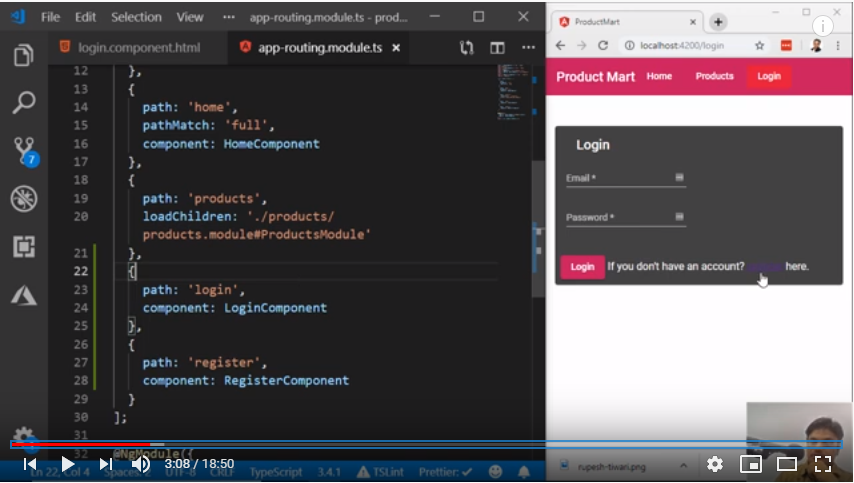 File Edit Selection View ··· app-routing.module.ts - prod...
login.component.html app-routing.module.ts
12 },
13 {
14 path: 'home',
15 pathMatch: 'full',
16 component: HomeComponent
17 },
18 {
19 path: 'products',
20 loadChildren: './products/
products.module#ProductsModule'
21 },
22 {
23 path: 'login',
24 component: LoginComponent
25 },
26 {
27 path: 'register',
28 component: RegisterComponent
29 }
30 ];
31
32 @NgModule({
7
Ln 22, Col 4 Spaces: 2 UTF-8 CRLF TypeScript 3.4.1 TSLint Prettier: ✓
3:08 / 18:50
ProductMart
localhost:4200/login
Product Mart Home Products Login
Login
Email *
Password *
Login If you don't have an account? here.
rupesh-tiwari.png